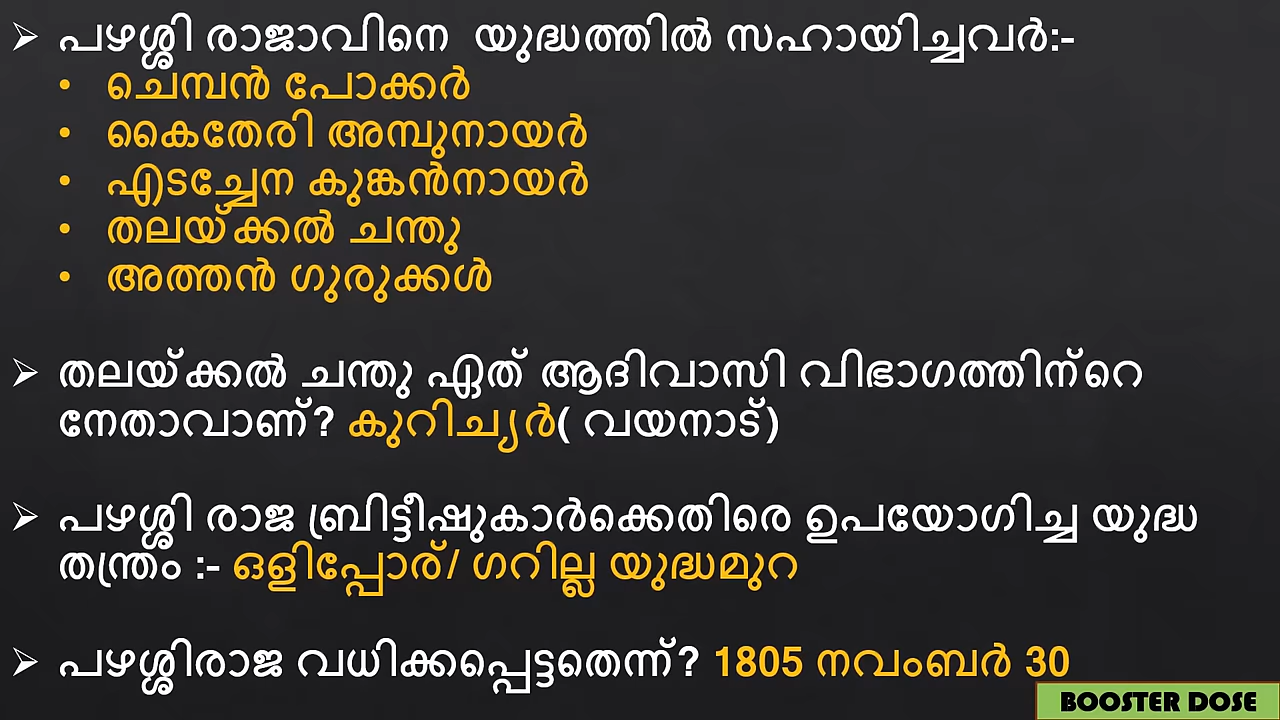 ➢ പഴശ്ശി രാജാവിനെ യുദ്ധത്തിൽ സഹായിച്ചവർ:-
• ചെമ്പൻ പോക്കർ
• കൈതേരി അമ്പുനായർ
• എടച്ചേന കുങ്കൻനായർ
• തലയ്ക്കൽ ചന്തു
• അത്തൻ ഗുരുക്കൾ
➢ തലയ്ക്കൽ ചന്തു ഏത് ആദിവാസി വിഭാഗത്തിന്റെ
നേതാവാണ്? കുറിച്യർ( വയനാട്)
➢ പഴശ്ശി രാജ ബ്രിട്ടീഷുകാർക്കെതിരെ ഉപയോഗിച്ച യുദ്ധ
തന്ത്രം :- ഒളിപ്പോര്/ ഗറില്ല യുദ്ധമുറ
➢ പഴശ്ശിരാജ വധിക്കപ്പെട്ടതെന്ന്? 1805 നവംബർ 30
BOOSTER DOSE